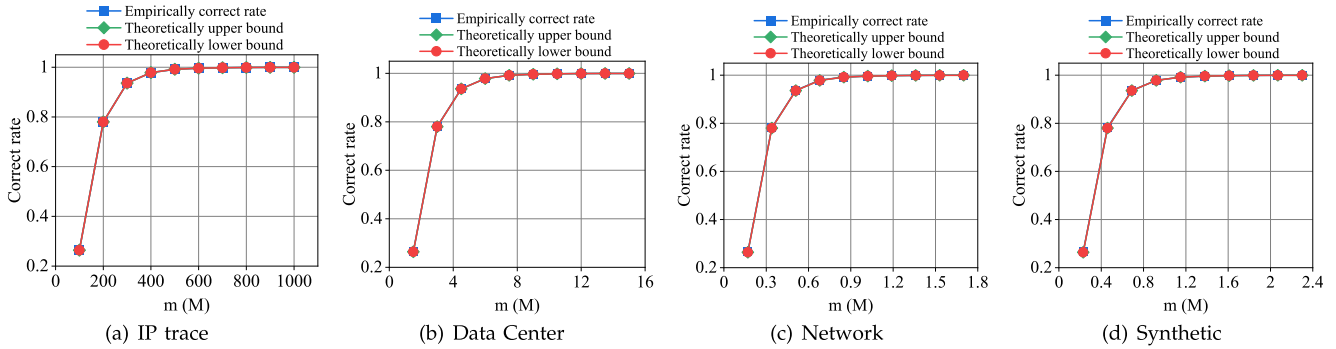 Empirically correct rate
Theoretically upper bound
Theoretically lower bound
1
0.8
0.6
0.4
0.2
Correct rate
0 200 400 600 800 1000
m (M)
(a) IP trace
Empirically correct rate
Theoretically upper bound
Theoretically lower bound
1
0.8
0.6
0.4
0.2
Correct rate
0 4 8 12 16
m (M)
(b) Data Center
Empirically correct rate
Theoretically upper bound
Theoretically lower bound
1
0.8
0.6
0.4
0.2
Correct rate
0 0.3 0.6 0.9 1.2 1.5 1.8
m (M)
(c) Network
Empirically correct rate
Theoretically upper bound
Theoretically lower bound
1
0.8
0.6
0.4
0.2
Correct rate
0 0.4 0.8 1.2 1.6 2 2.4
m (M)
(d) Synthetic